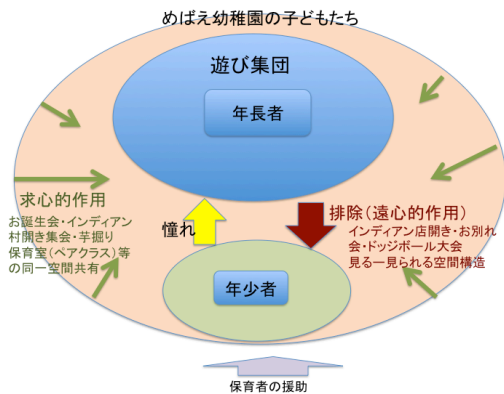 めばえ幼稚園の子どもたち
遊び集団
年長者
求心的作用
お誕生会・インディアン
村開き集会・芋掘り
保育室(ペアクラス)等
の同一空間共有
憧れ
排除(遠心的作用)
インディアン店開き・お別れ
会・ドッジボール大会
見る―見られる空間構造
年少者
保育者の援助